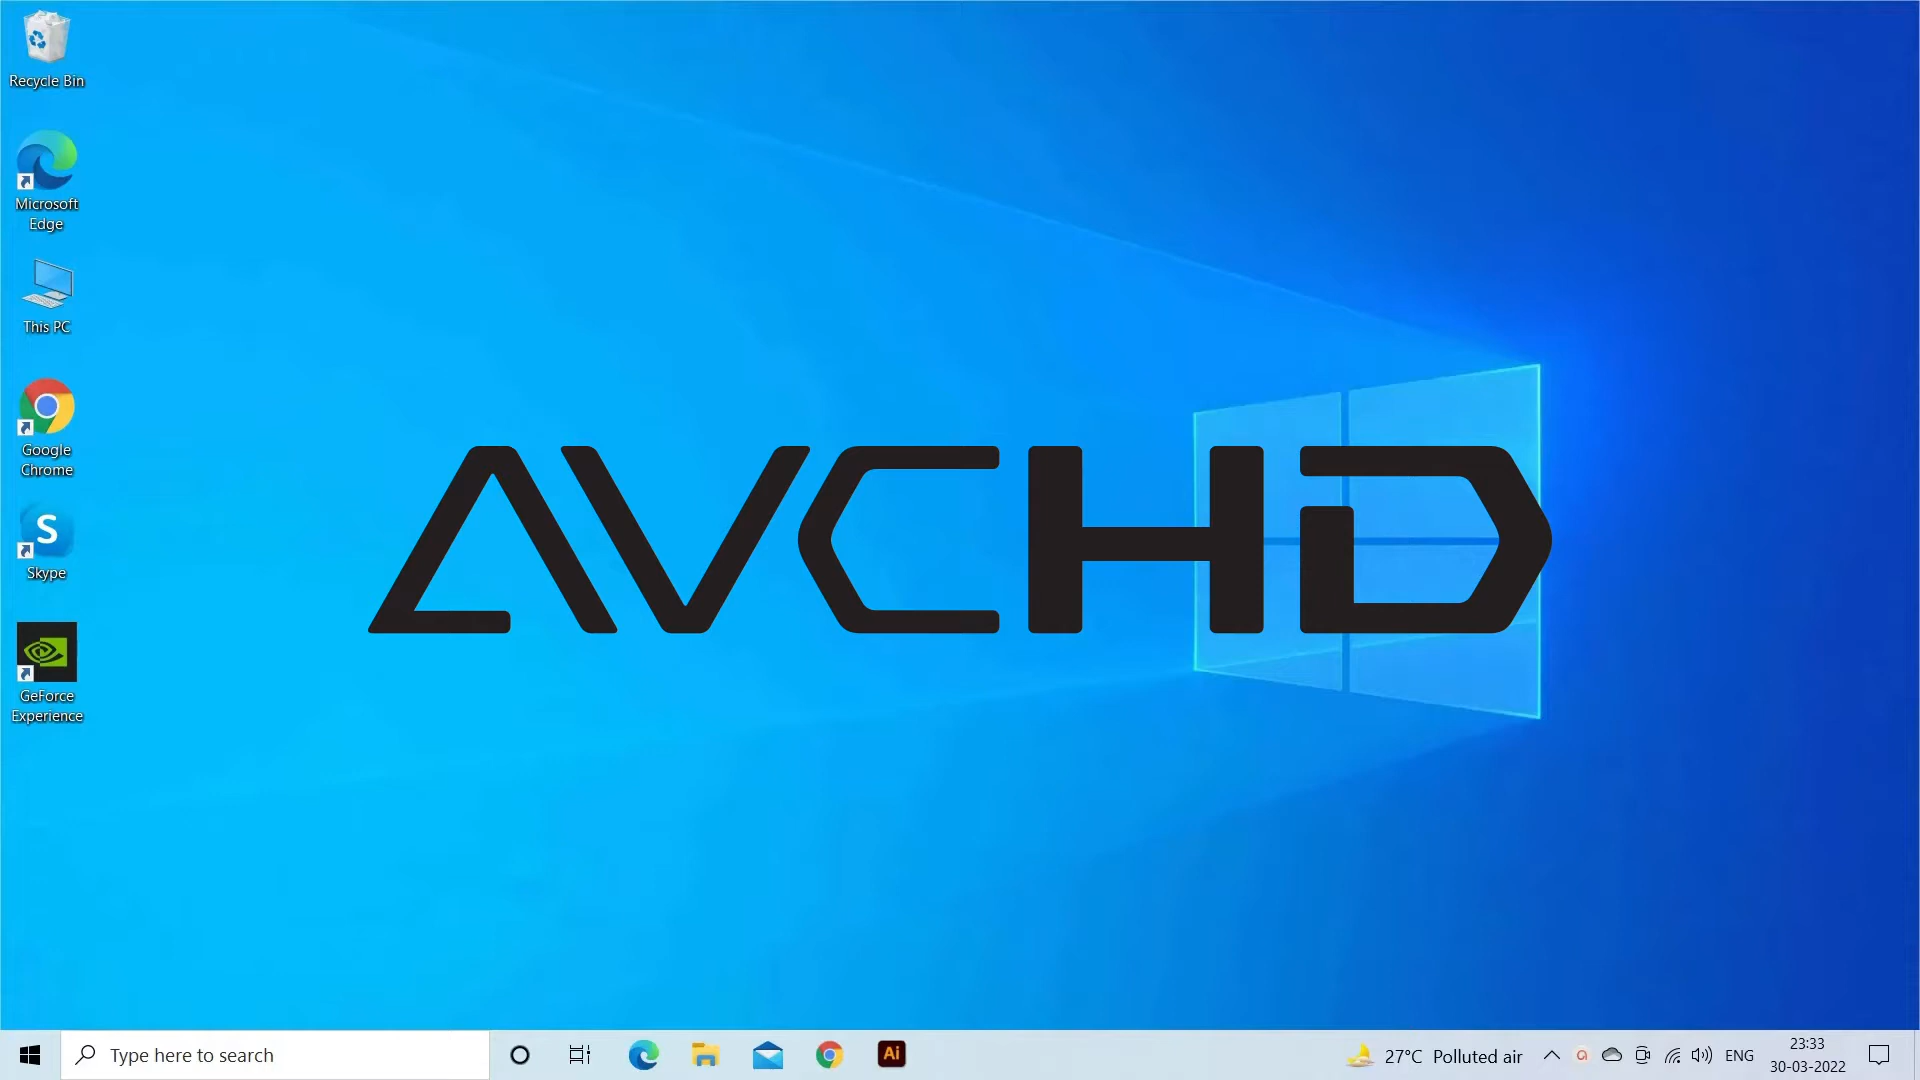 Recycle Bin
Microsoft
Edge
This PC
Google
Chrome
S
Skype
GeForce
Experience
AVCHD
Type here to search
Ai
27°C Polluted air
ENG
23:33
30-03-2022